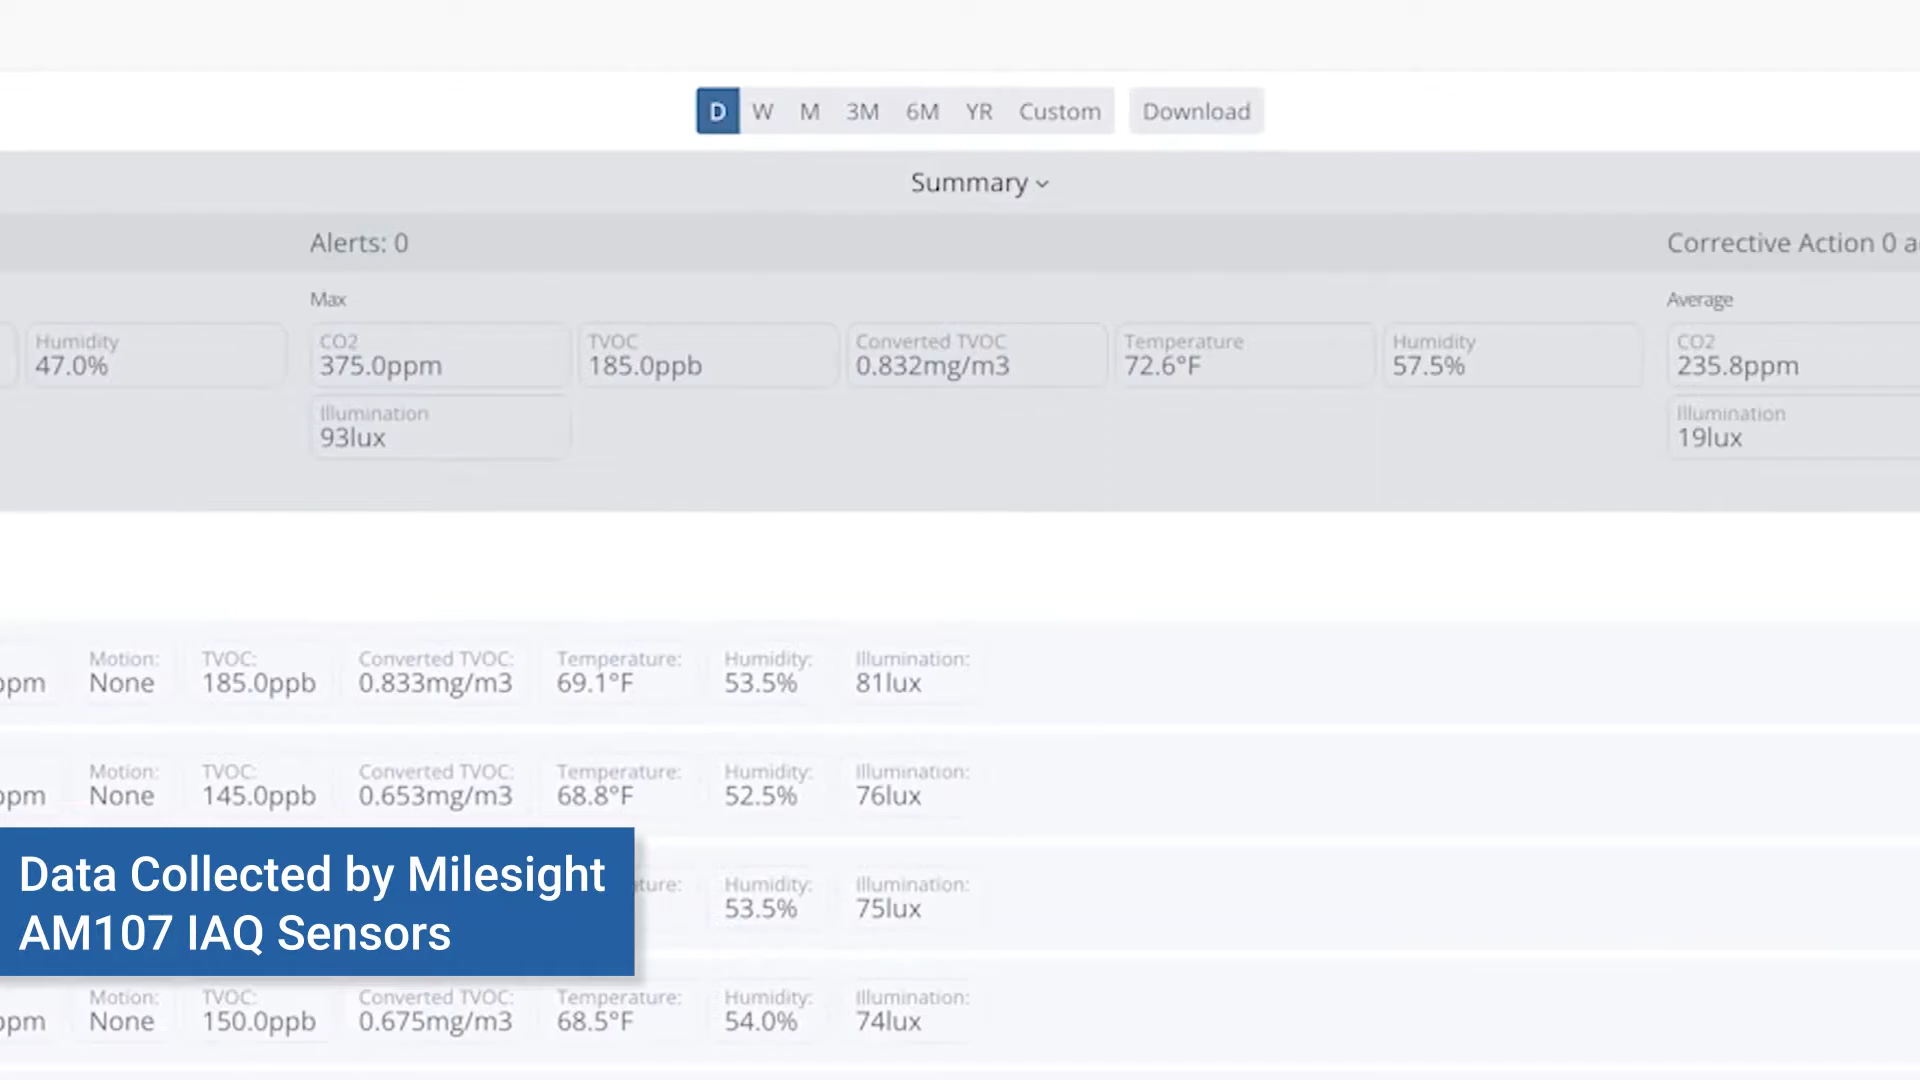 D W M 3M 6M YR Custom Download
Summary
Alerts: 0 Corrective Action 0
Max Average
Humidity CO2 TVOC Converted TVOC Temperature Humidity CO2
47.0% 375.0ppm 185.0ppb 0.832mg/m3 72.6°F 57.5% 235.8ppm
Illumination Illumination
93lux 19lux
Motion: TVOC: Converted TVOC: Temperature: Humidity: Illumination:
ppm None 185.0ppb 0.833mg/m3 69.1°F 53.5% 81lux
Motion: TVOC: Converted TVOC: Temperature: Humidity: Illumination:
ppm None 145.0ppb 0.653mg/m3 68.8°F 52.5% 76lux
Humidity: Illumination:
53.5% 75lux
Data Collected by Milesight
AM107 IAQ Sensors
Motion: TVOC: Converted TVOC: Temperature: Humidity: Illumination:
ppm None 150.0ppb 0.675mg/m3 68.5°F 54.0% 74lux